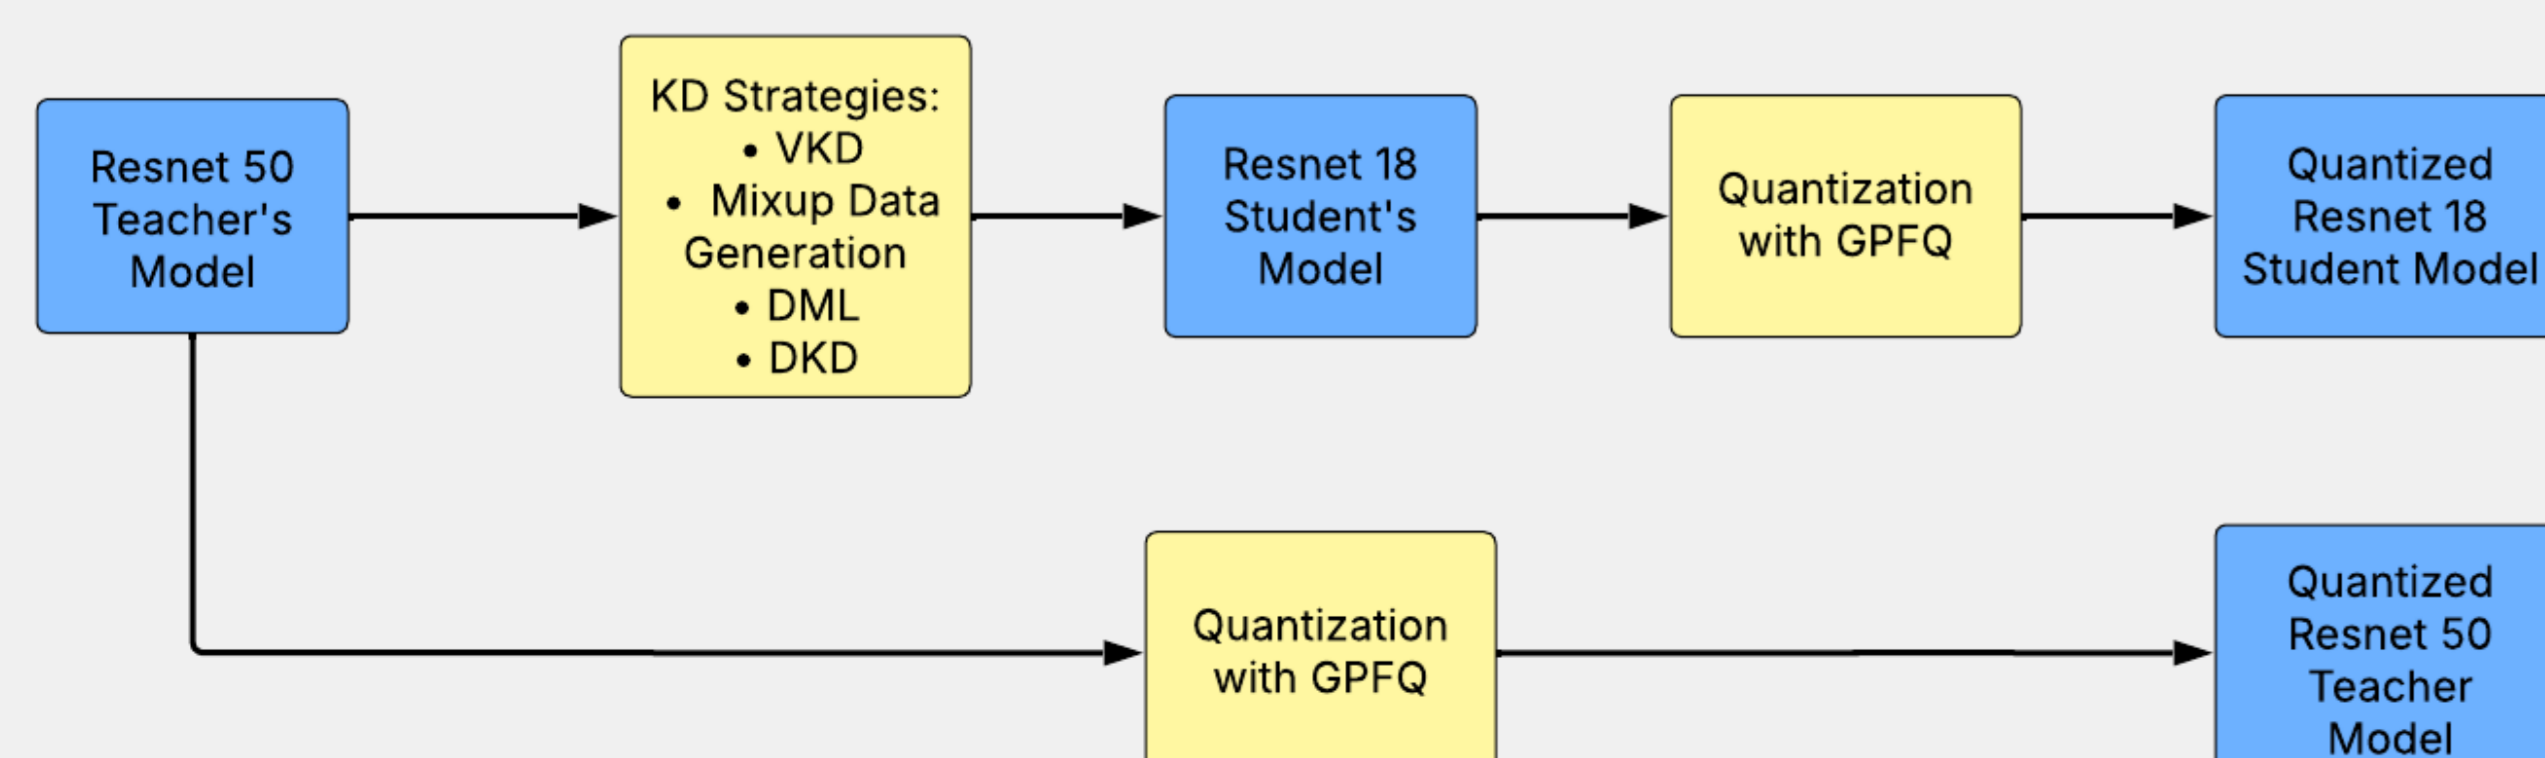 Resnet 50
Teacher's
Model
KD Strategies:
• VKD
• Mixup Data
Generation
• DML
• DKD
Resnet 18
Student's
Model
Quantization
with GPFQ
Quantized
Resnet 18
Student Model
Quantization
with GPFQ
Quantized
Resnet 50
Teacher
Model